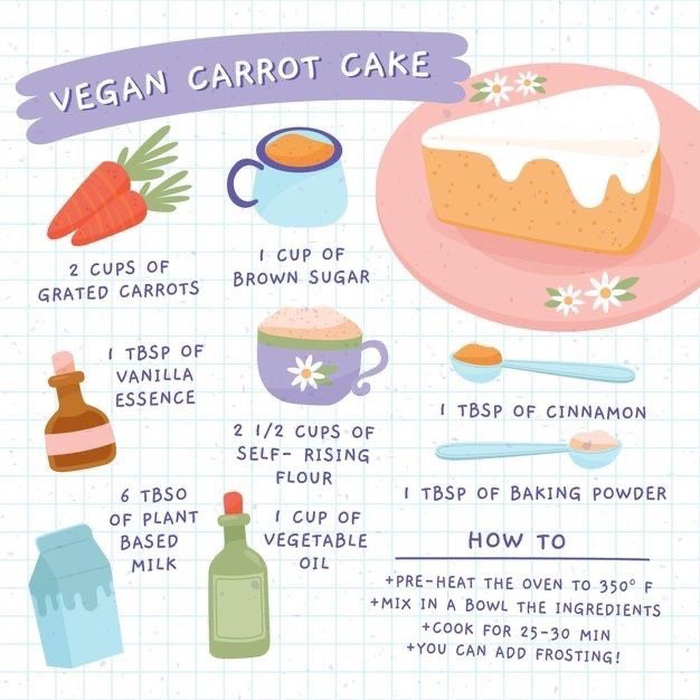 VEGAN CARROT CAKE
2 CUPS OF
GRATED CARROTS
1 CUP OF
BROWN SUGAR
1 TBSP OF
VANILLA
ESSENCE
2 1/2 CUPS OF
SELF- RISING
FLOUR
1 TBSP OF CINNAMON
1 TBSP OF BAKING POWDER
6 TBSO
OF PLANT
BASED
MILK
1 CUP OF
VEGETABLE
OIL
HOW TO
+PRE-HEAT THE OVEN TO 350° F
+MIX IN A BOWL THE INGREDIENTS
+COOK FOR 25-30 MIN
+YOU CAN ADD FROSTING!